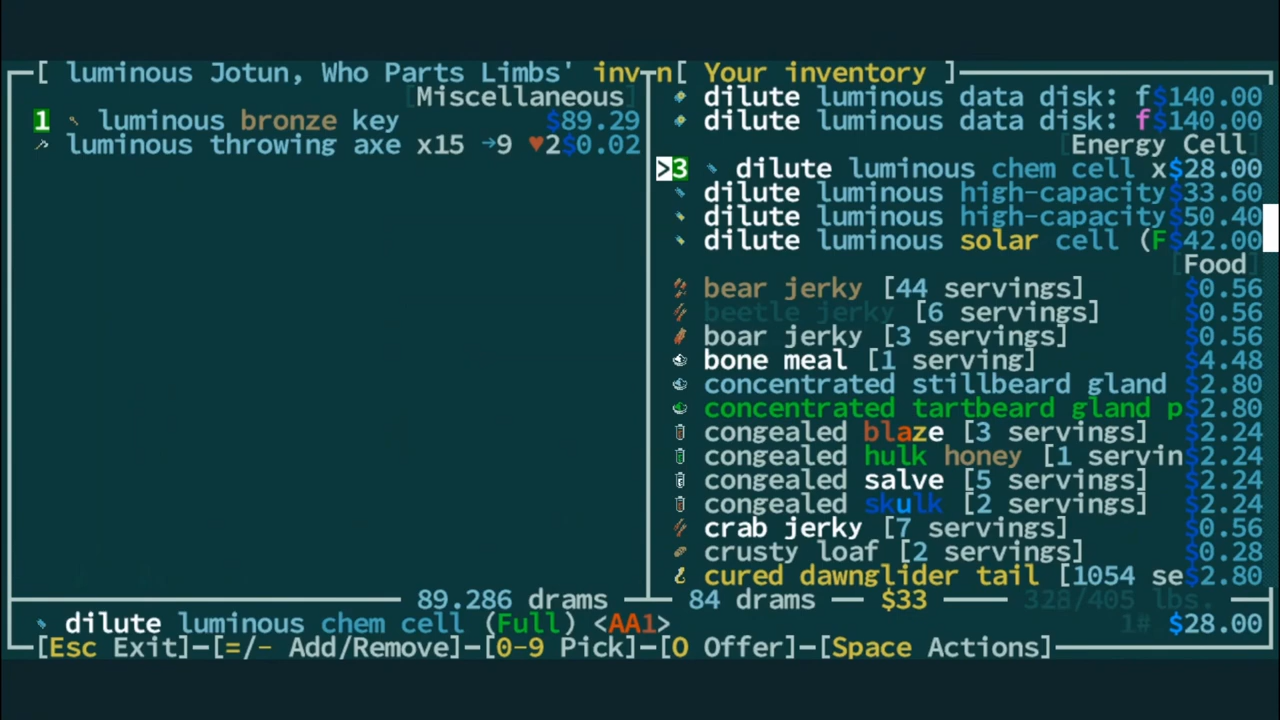 [ luminous Jotun, Who Parts Limbs' inv
[Miscellaneous]
1 luminous bronze key $89.29
luminous throwing axe x15 →9 ♥2$0.02
89.286 drams
n[ Your inventory ]
dilute luminous data disk: f$140.00
dilute luminous data disk: f$140.00
[Energy Cell]
>3 dilute luminous chem cell x$28.00
dilute luminous high-capacity$33.60
dilute luminous high-capacity$50.40
dilute luminous solar cell (F$42.00
[Food]
bear jerky [44 servings] $0.56
beetle jerky [6 servings] $0.56
boar jerky [3 servings] $0.56
bone meal [1 serving] $4.48
concentrated stillbeard gland $2.80
concentrated tartbeard gland p$2.80
congealed blaze [3 servings] $2.24
congealed hulk honey [1 servin$2.24
congealed salve [5 servings] $2.24
congealed skulk [2 servings] $2.24
crab jerky [7 servings] $0.56
crusty loaf [2 servings] $0.28
cured dawnglider tail [1054 se$2.80
84 drams $33 328/405 lbs.
dilute luminous chem cell (Full) <AA1> 1# $28.00
[Esc Exit]-[=/- Add/Remove]-[0-9 Pick]-[O Offer]-[Space Actions]